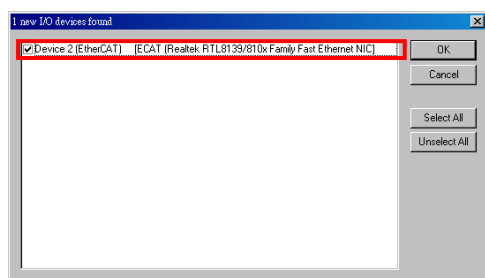 1 new I/O devices found
Device 2 (EtherCAT) [ECAT (Realtek RTL8139/810x Family Fast Ethernet NIC]
OK
Cancel
Select All
Unselect All